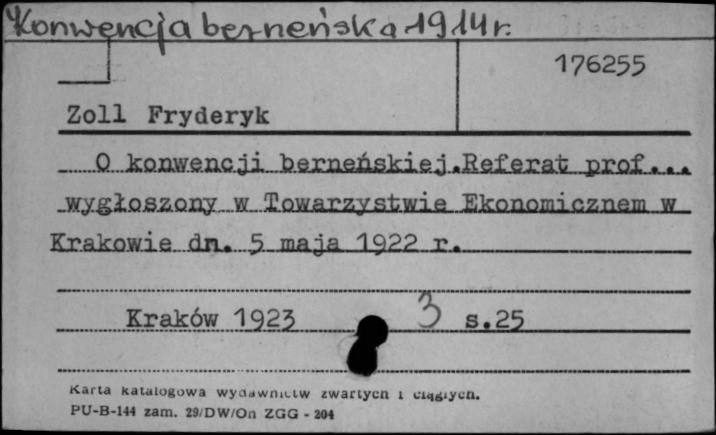 Konwencja berneńska 1914 r.
176255
Zoll Fryderyk
O konwencji berneńskiej.Referat prof...
wygłoszony w Towarzystwie Ekonomicznem w
Krakowie dn. 5 maja 1922 r.
Kraków 1923 3 s.25
Karta katalogowa wydawnictw zwartych i ciągłych.
PU-B-144 zam. 29/DW/On ZGG - 204